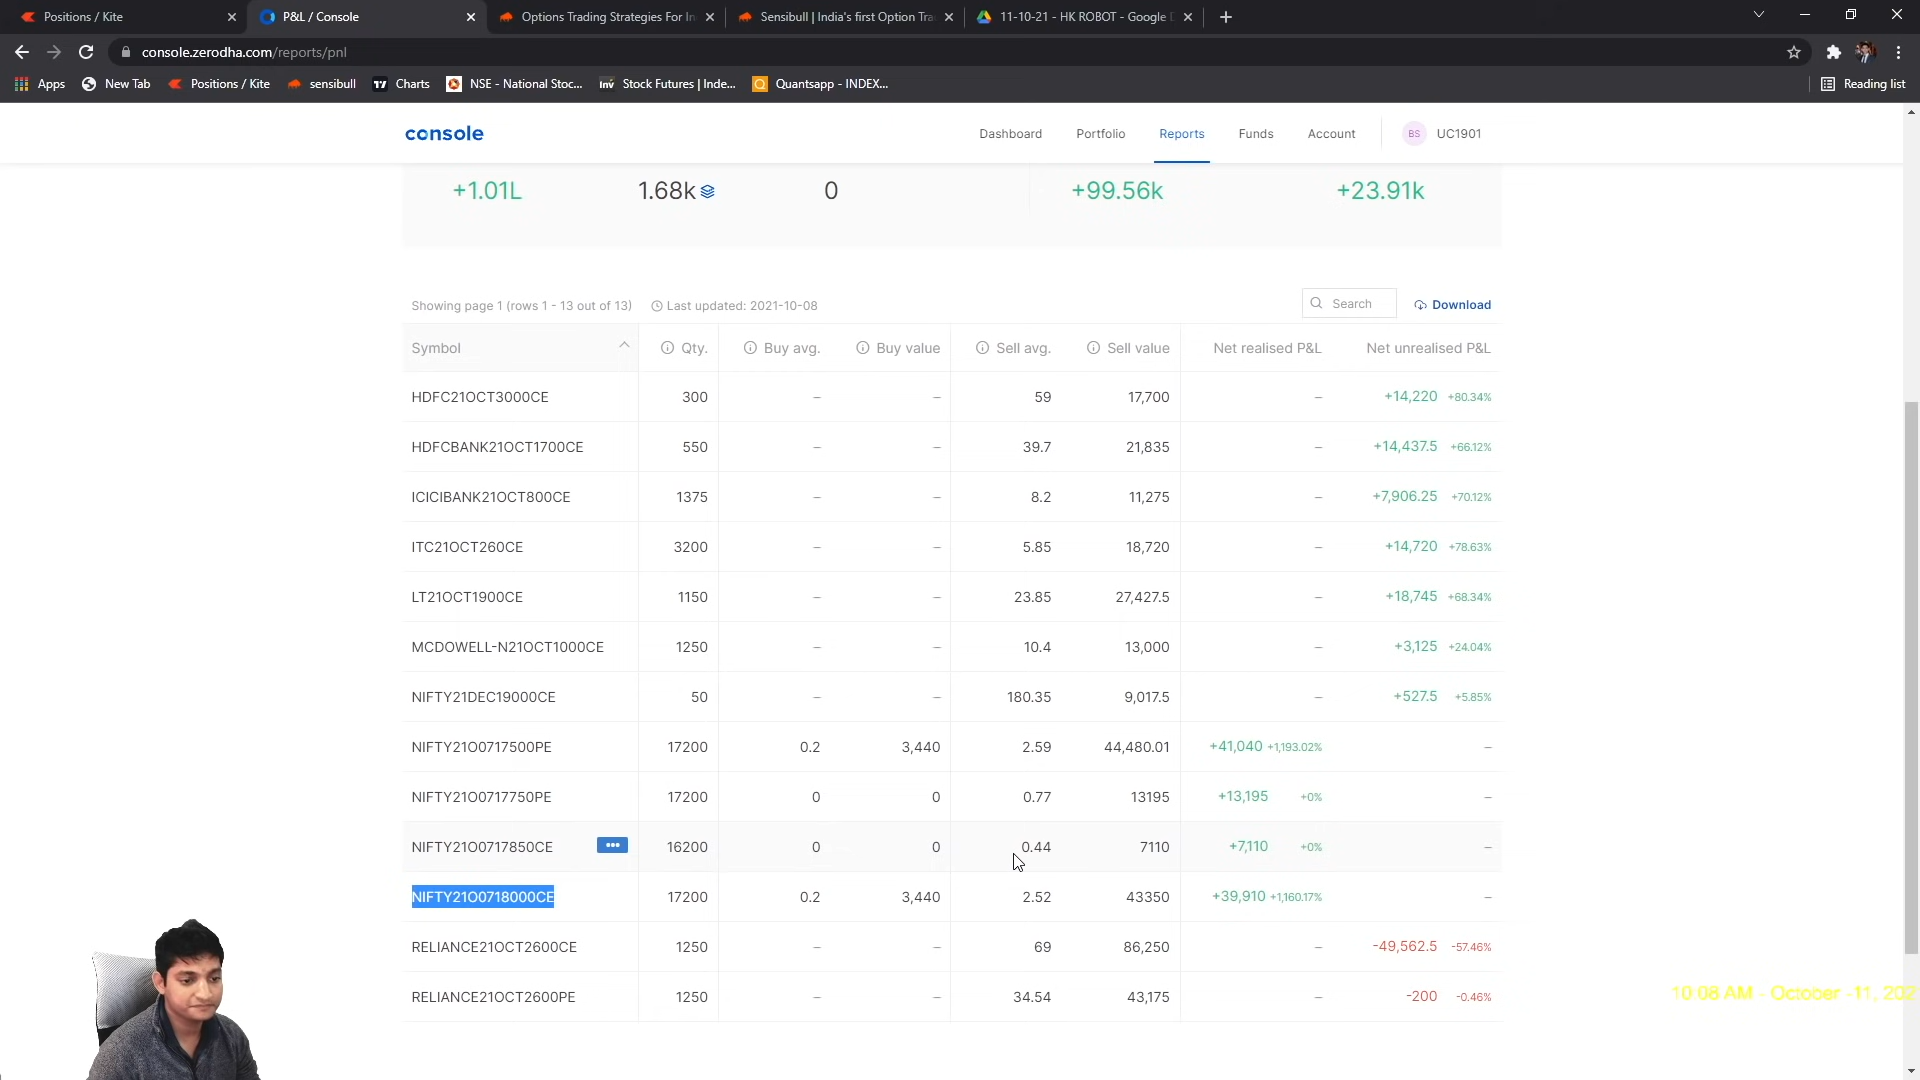 Positions / Kite
P&L / Console
Options Trading Strategies For In
Sensibull | India's first Option Tra
11-10-21 - HK ROBOT - Google D
console.zerodha.com/reports/pnl
Apps
New Tab
Positions / Kite
sensibull
Charts
NSE - National Stoc...
Stock Futures | Inde...
Quantsapp - INDEX...
Reading list
console
Dashboard
Portfolio
Reports
Funds
Account
BS
UC1901
+1.01L 1.68k 0 +99.56k +23.91k
Showing page 1 (rows 1 - 13 out of 13) Last updated: 2021-10-08 Search Download
Symbol Qty. Buy avg. Buy value Sell avg. Sell value Net realised P&L Net unrealised P&L
HDFC21OCT3000CE 300 – – 59 17,700 – +14,220 +80.34%
HDFCBANK21OCT1700CE 550 – – 39.7 21,835 – +14,437.5 +66.12%
ICICIBANK21OCT800CE 1375 – – 8.2 11,275 – +7,906.25 +70.12%
ITC21OCT260CE 3200 – – 5.85 18,720 – +14,720 +78.63%
LT21OCT1900CE 1150 – – 23.85 27,427.5 – +18,745 +68.34%
MCDOWELL-N21OCT1000CE 1250 – – 10.4 13,000 – +3,125 +24.04%
NIFTY21DEC19000CE 50 – – 180.35 9,017.5 – +527.5 +5.85%
NIFTY21O0717500PE 17200 0.2 3,440 2.59 44,480.01 +41,040 +1,193.02% –
NIFTY21O0717750PE 17200 0 0 0.77 13195 +13,195 +0% –
NIFTY21O0717850CE ••• 16200 0 0 0.44 7110 +7,110 +0% –
NIFTY21O0718000CE 17200 0.2 3,440 2.52 43350 +39,910 +1,160.17% –
RELIANCE21OCT2600CE 1250 – – 69 86,250 – -49,562.5 -57.46%
RELIANCE21OCT2600PE 1250 – – 34.54 43,175 – -200 -0.46%
10:08 AM - October -11, 202